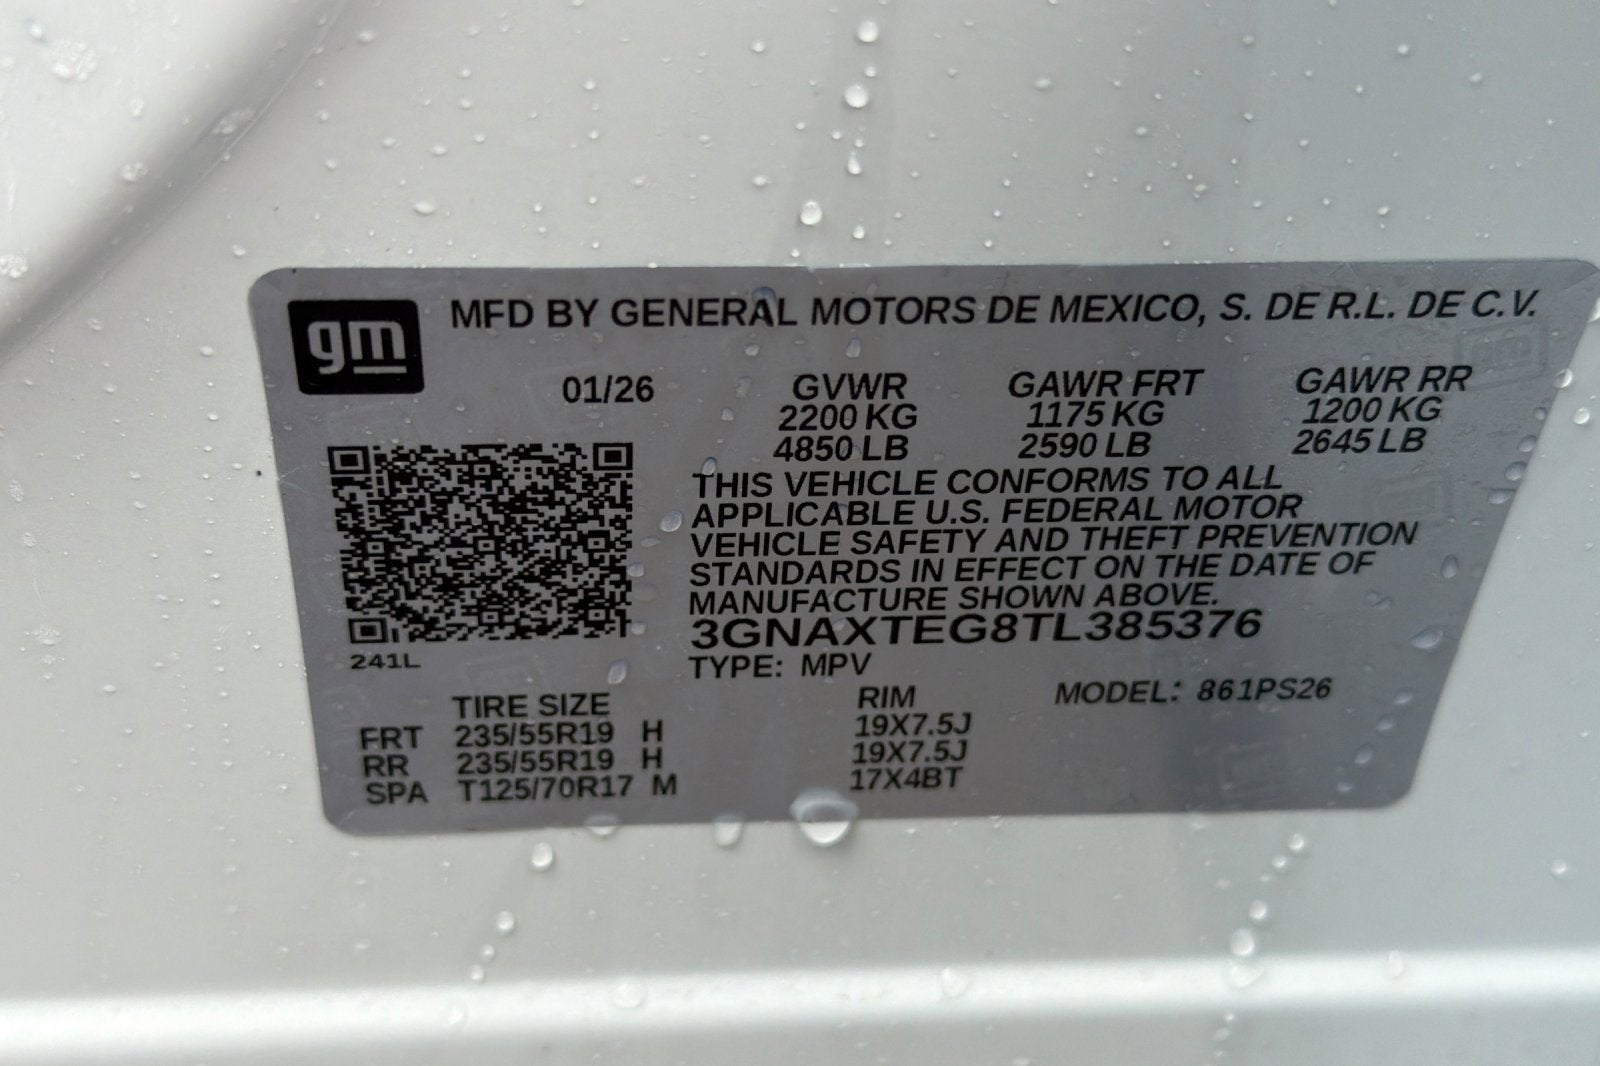 gm
MFD BY GENERAL MOTORS DE MEXICO, S. DE R.L. DE C.V.
01/26 GVWR GAWR FRT GAWR RR
2200 KG 1175 KG 1200 KG
4850 LB 2590 LB 2645 LB
THIS VEHICLE CONFORMS TO ALL
APPLICABLE U.S. FEDERAL MOTOR
VEHICLE SAFETY AND THEFT PREVENTION
STANDARDS IN EFFECT ON THE DATE OF
MANUFACTURE SHOWN ABOVE.
3GNAXTEG8TL385376
241L
TYPE: MPV
TIRE SIZE RIM MODEL: 861PS26
FRT 235/55R19 H 19X7.5J
RR 235/55R19 H 19X7.5J
SPA T125/70R17 M 17X4BT